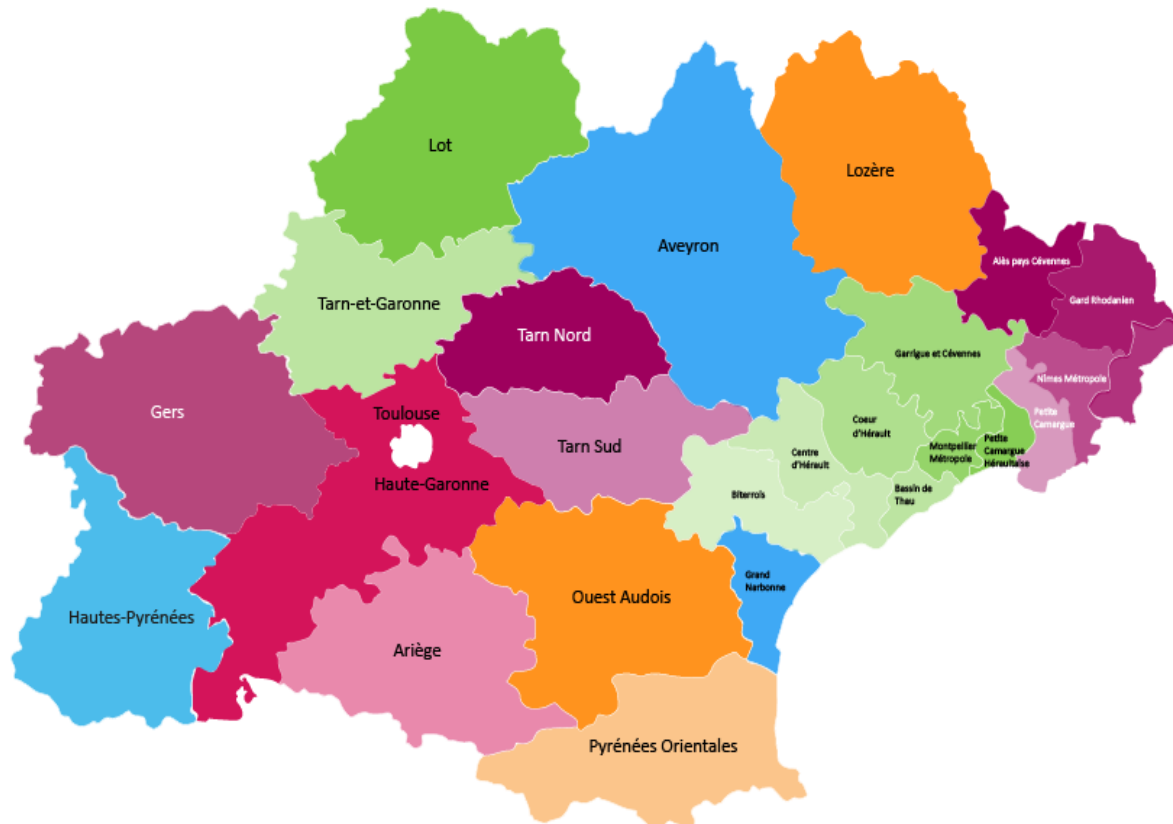 Lot
Lozère
Aveyron
Alès pays Cévennes
Tarn-et-Garonne
Gard Rhodanien
Tarn Nord
Garrigue et Cévennes
Nîmes Métropole
Gers
Toulouse
Petite
Camargue
Coeur
d'Hérault
Tarn Sud
Centre
d'Hérault
Montpellier
Métropole
Petite
Camargue
Héraultaise
Haute-Garonne
Biterrois
Bassin de
Thau
Grand
Narbonne
Ouest Audois
Hautes-Pyrénées
Ariège
Pyrénées Orientales